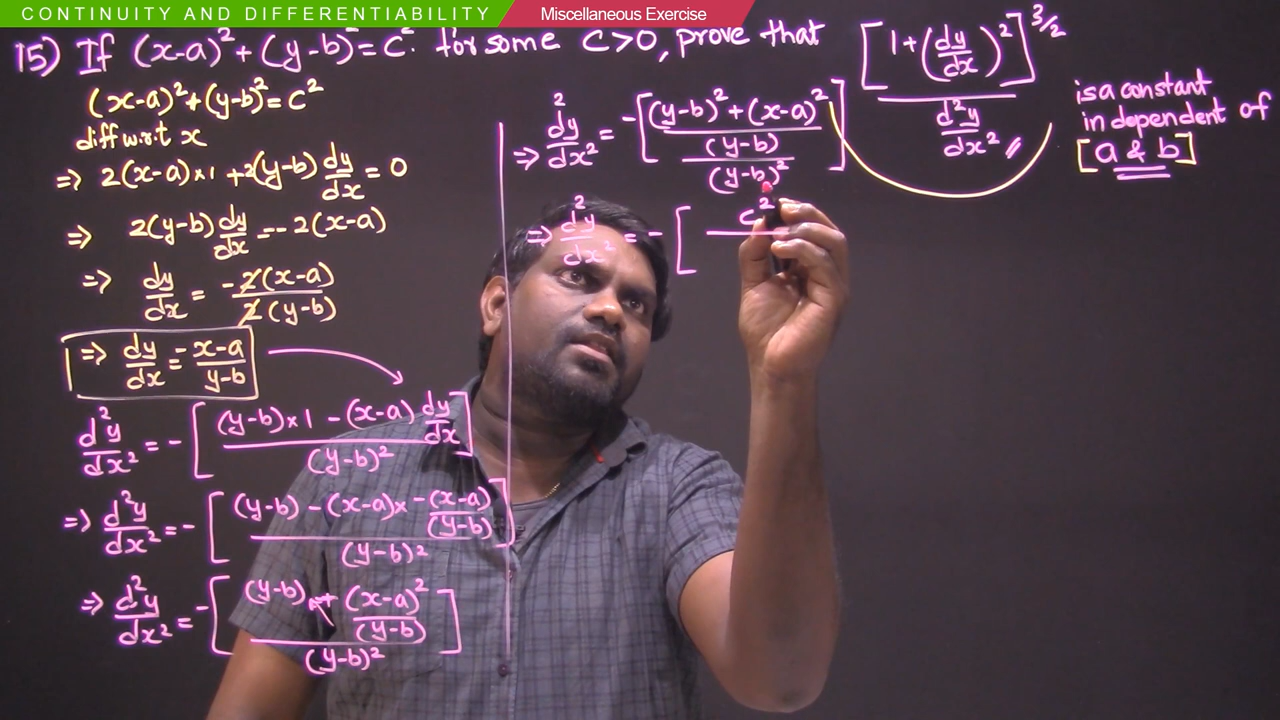 CONTINUITY AND DIFFERENTIABILITY
Miscellaneous Exercise
15) If (x-a)² + (y-b)² = C². for some C>0, prove that [1+(dy/dx)²]^3/2 / d²y/dx²
is a constant
in dependent of
[a & b]
(x-a)²+(y-b)²=c²
diff w.r.t x
⇒ 2(x-a)×1 +2(y-b) dy/dx = 0
⇒ 2(y-b) dy/dx = -2(x-a)
⇒ dy/dx = -2(x-a)/2(y-b)
⇒ dy/dx = -x-a/y-b
d²y/dx² = -[(y-b)×1 - (x-a) dy/dx / (y-b)²]
⇒ d²y/dx² = -[(y-b) - (x-a)× -(x-a)/(y-b) / (y-b)²]
⇒ d²y/dx² = -[(y-b) + (x-a)²/(y-b) / (y-b)²]
⇒ d²y/dx² = -[(y-b)² + (x-a)² / (y-b) / (y-b)²]
⇒ d²y/dx² = -[ c²